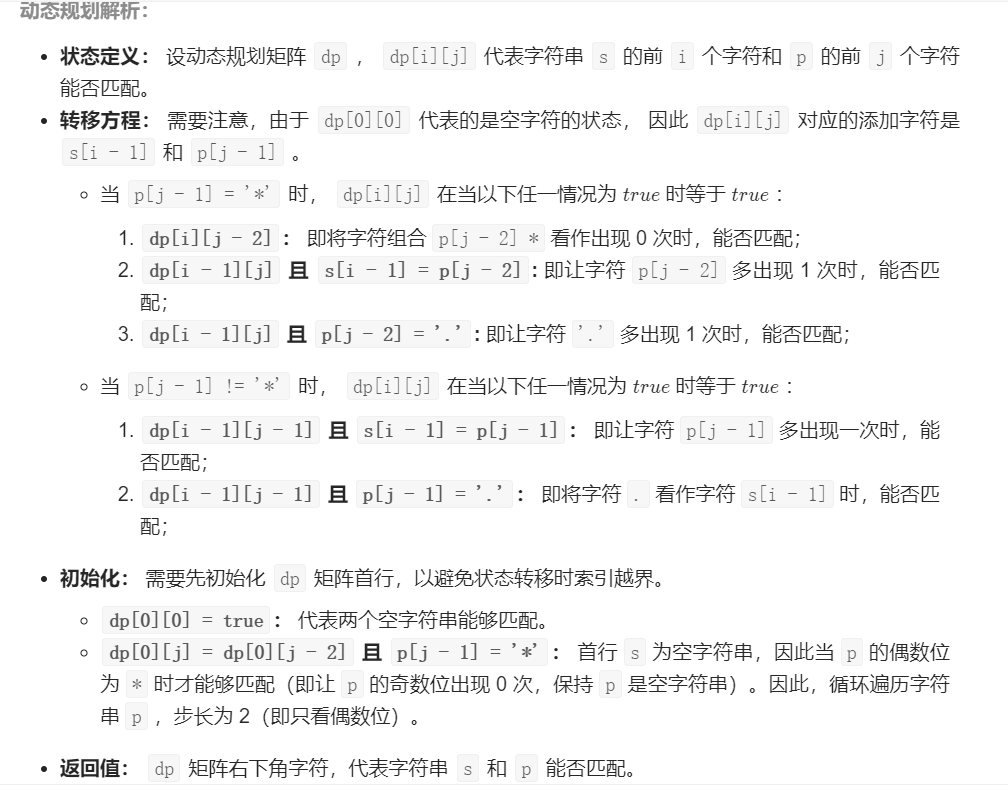 动态规划解析：
• 状态定义： 设动态规划矩阵 dp ， dp[i][j] 代表字符串 s 的前 i 个字符和 p 的前 j 个字符
能否匹配。
• 转移方程： 需要注意，由于 dp[0][0] 代表的是空字符的状态， 因此 dp[i][j] 对应的添加字符是
s[i - 1] 和 p[j - 1] 。
◦ 当 p[j - 1] = '*' 时， dp[i][j] 在当以下任一情况为 true 时等于 true ：
1. dp[i][j - 2] ： 即将字符组合 p[j - 2] * 看作出现 0 次时，能否匹配；
2. dp[i - 1][j] 且 s[i - 1] = p[j - 2] : 即让字符 p[j - 2] 多出现 1 次时，能否匹
配；
3. dp[i - 1][j] 且 p[j - 2] = '.' : 即让字符 '.' 多出现 1 次时，能否匹配；
◦ 当 p[j - 1] != '*' 时， dp[i][j] 在当以下任一情况为 true 时等于 true ：
1. dp[i - 1][j - 1] 且 s[i - 1] = p[j - 1] ： 即让字符 p[j - 1] 多出现一次时，能
否匹配；
2. dp[i - 1][j - 1] 且 p[j - 1] = '.' ： 即将字符 . 看作字符 s[i - 1] 时，能否匹
配；
• 初始化： 需要先初始化 dp 矩阵首行，以避免状态转移时索引越界。
◦ dp[0][0] = true ： 代表两个空字符串能够匹配。
◦ dp[0][j] = dp[0][j - 2] 且 p[j - 1] = '*' ： 首行 s 为空字符串，因此当 p 的偶数位
为 * 时才能够匹配（即让 p 的奇数位出现 0 次，保持 p 是空字符串）。因此，循环遍历字符
串 p ，步长为 2（即只看偶数位）。
• 返回值： dp 矩阵右下角字符，代表字符串 s 和 p 能否匹配。